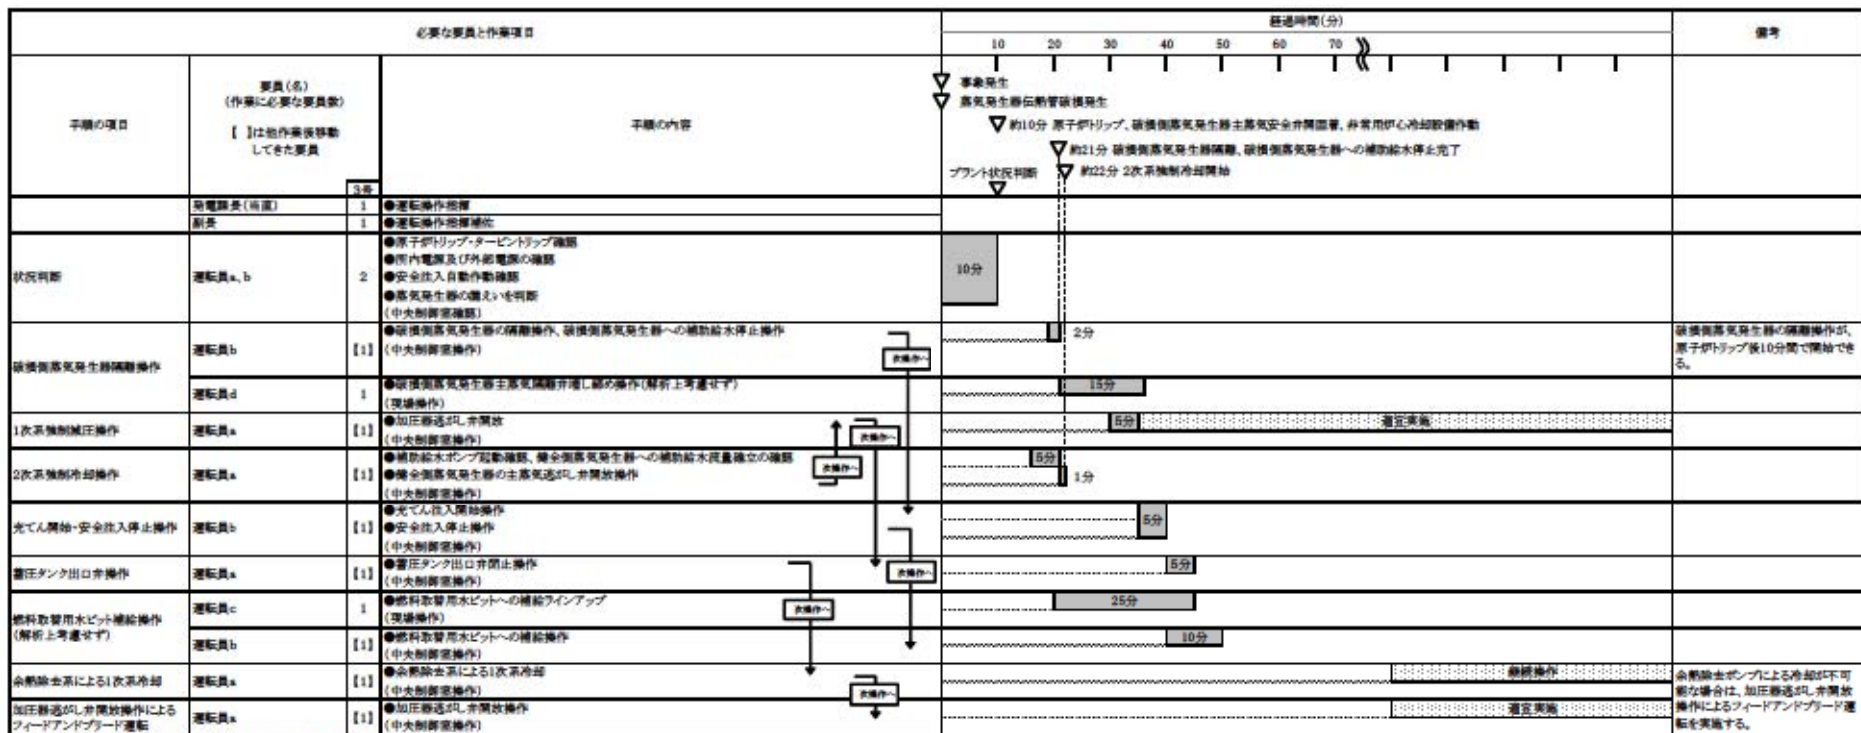 必要な要員と作業項目
経過時間(分)
備考
10 20 30 40 50 60 70
手順の項目
要員(名)
(作業に必要な要員数)
【 】は他作業後移動
してきた要員
3号
手順の内容
事象発生
蒸気発生器伝熱管破損発生
約10分 原子炉トリップ、破損側蒸気発生器主蒸気安全弁開固着、非常用炉心冷却設備作動
約21分 破損側蒸気発生器隔離、破損側蒸気発生器への補助給水停止完了
プラント状況判断
約22分 2次系強制冷却開始
発電課長(当直) 1 ●運転操作指揮
副長 1 ●運転操作指揮補佐
状況判断
運転員a、b
2
●原子炉トリップ・タービントリップ確認
●所内電源及び外部電源の確認
●安全注入自動作動確認
●蒸気発生器の漏えいを判断
(中央制御室確認)
10分
破損側蒸気発生器隔離操作
運転員b
【1】
●破損側蒸気発生器の隔離操作、破損側蒸気発生器への補助給水停止操作
(中央制御室操作)
次操作へ
2分
破損側蒸気発生器の隔離操作が、
原子炉トリップ後10分間で開始でき
る。
運転員d
1
●破損側蒸気発生器主蒸気隔離弁増し締め操作(解析上考慮せず)
(現場操作)
15分
1次系強制減圧操作
運転員a
【1】
●加圧器逃がし弁開放
(中央制御室操作)
次操作へ
5分
適宜実施
2次系強制冷却操作
運転員a
【1】
●補助給水ポンプ起動確認、健全側蒸気発生器への補助給水流量確立の確認
●健全側蒸気発生器の主蒸気逃がし弁開放操作
(中央制御室操作)
次操作へ
5分
1分
充てん開始・安全注入停止操作
運転員b
【1】
●充てん注入開始操作
●安全注入停止操作
(中央制御室操作)
5分
蓄圧タンク出口弁操作
運転員a
【1】
●蓄圧タンク出口弁閉止操作
(中央制御室操作)
次操作へ
5分
燃料取替用水ピット補給操作
(解析上考慮せず)
運転員c
1
●燃料取替用水ピットへの補給ラインアップ
(現場操作)
次操作へ
25分
運転員b
【1】
●燃料取替用水ピットへの補給操作
(中央制御室操作)
10分
余熱除去系による1次系冷却
運転員a
【1】
●余熱除去系による1次系冷却
(中央制御室操作)
次操作へ
継続操作
余熱除去ポンプによる冷却が不可
能な場合は、加圧器逃がし弁開放
操作によるフィードアンドブリード運
転を実施する。
加圧器逃がし弁開放操作による
フィードアンドブリード運転
運転員a
【1】
●加圧器逃がし弁開放操作
(中央制御室操作)
適宜実施